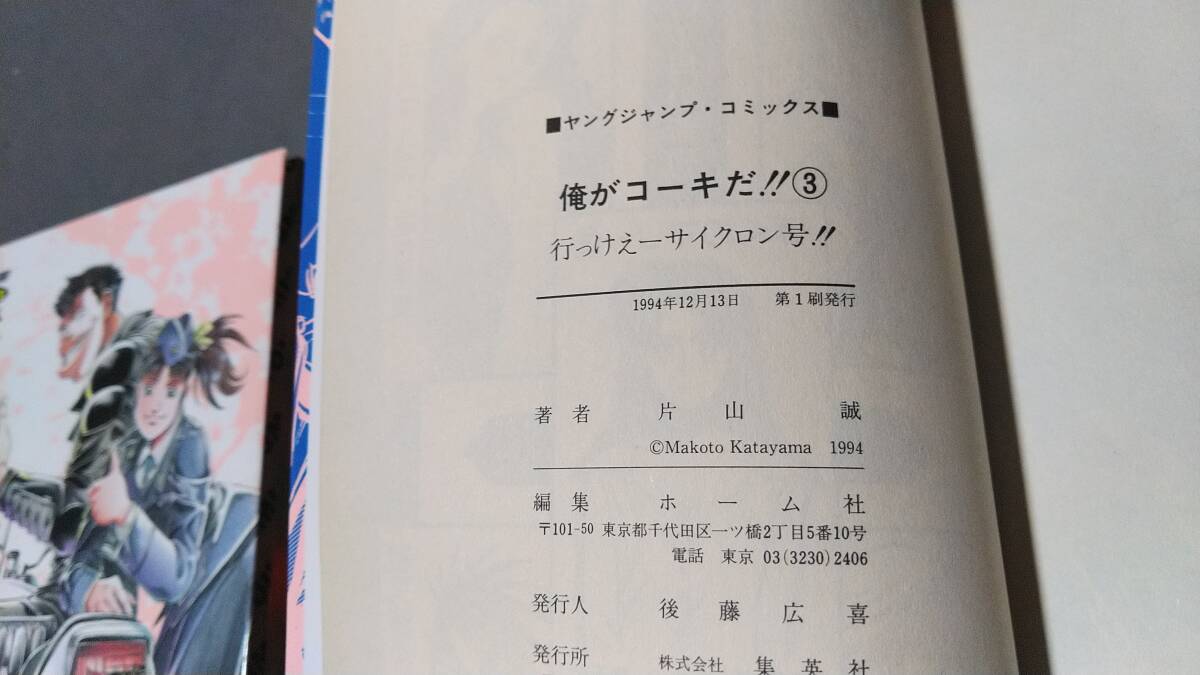 ■ヤングジャンプ・コミックス■
俺がコーキだ!!③
行っけえーサイクロン号!!
1994年12月13日　第1刷発行
著者　片山誠
©Makoto Katayama 1994
編集　ホーム社
〒101-50 東京都千代田区一ツ橋2丁目5番10号
電話　東京 03(3230)2406
発行人　後藤広喜
発行所　株式会社 集英社